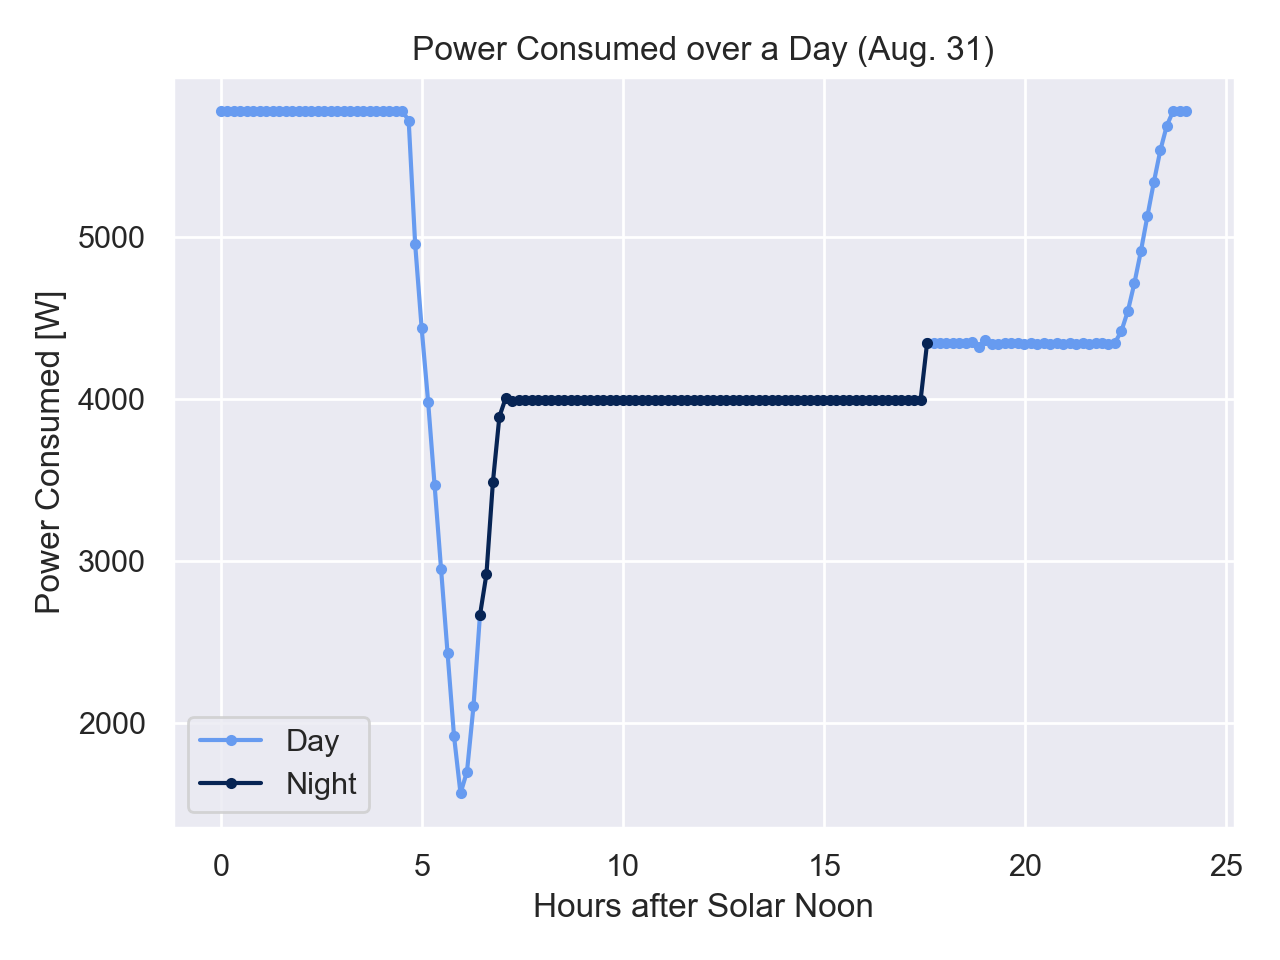 Power Consumed over a Day (Aug. 31)
Power Consumed [W]
5000
4000
3000
2000
Day
Night
0 5 10 15 20 25
Hours after Solar Noon